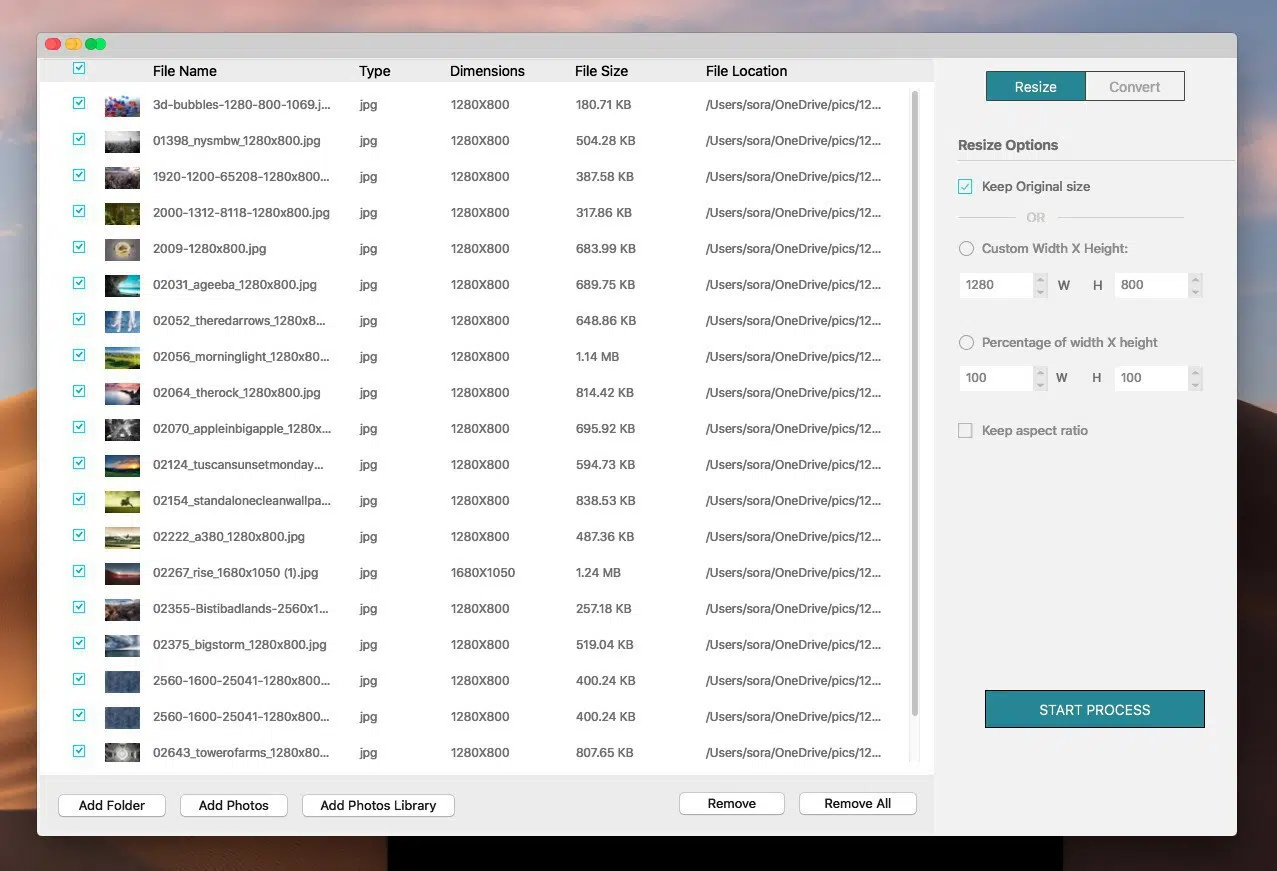 File Name Type Dimensions File Size File Location
3d-bubbles-1280-800-1069.j... jpg 1280X800 180.71 KB /Users/sora/OneDrive/pics/12...
01398_nysmbw_1280x800.jpg jpg 1280X800 504.28 KB /Users/sora/OneDrive/pics/12...
1920-1200-65208-1280x800... jpg 1280X800 387.58 KB /Users/sora/OneDrive/pics/12...
2000-1312-8118-1280x800.jpg jpg 1280X800 317.86 KB /Users/sora/OneDrive/pics/12...
2009-1280x800.jpg jpg 1280X800 683.99 KB /Users/sora/OneDrive/pics/12...
02031_ageeba_1280x800.jpg jpg 1280X800 689.75 KB /Users/sora/OneDrive/pics/12...
02052_theredarrows_1280x8... jpg 1280X800 648.86 KB /Users/sora/OneDrive/pics/12...
02056_morninglight_1280x80... jpg 1280X800 1.14 MB /Users/sora/OneDrive/pics/12...
02064_therock_1280x800.jpg jpg 1280X800 814.42 KB /Users/sora/OneDrive/pics/12...
02070_appleinbigapple_1280x... jpg 1280X800 695.92 KB /Users/sora/OneDrive/pics/12...
02124_tuscansunsetmonday... jpg 1280X800 594.73 KB /Users/sora/OneDrive/pics/12...
02154_standalonecleanwallpa... jpg 1280X800 838.53 KB /Users/sora/OneDrive/pics/12...
02222_a380_1280x800.jpg jpg 1280X800 487.36 KB /Users/sora/OneDrive/pics/12...
02267_rise_1680x1050 (1).jpg jpg 1680X1050 1.24 MB /Users/sora/OneDrive/pics/12...
02355-Bistibadlands-2560x1... jpg 1280X800 257.18 KB /Users/sora/OneDrive/pics/12...
02375_bigstorm_1280x800.jpg jpg 1280X800 519.04 KB /Users/sora/OneDrive/pics/12...
2560-1600-25041-1280x800... jpg 1280X800 400.24 KB /Users/sora/OneDrive/pics/12...
2560-1600-25041-1280x800... jpg 1280X800 400.24 KB /Users/sora/OneDrive/pics/12...
02643_towerofarms_1280x80... jpg 1280X800 807.65 KB /Users/sora/OneDrive/pics/12...
Add Folder Add Photos Add Photos Library Remove Remove All
Resize Convert
Resize Options
Keep Original size
OR
Custom Width X Height:
1280 W H 800
Percentage of width X height
100 W H 100
Keep aspect ratio
START PROCESS